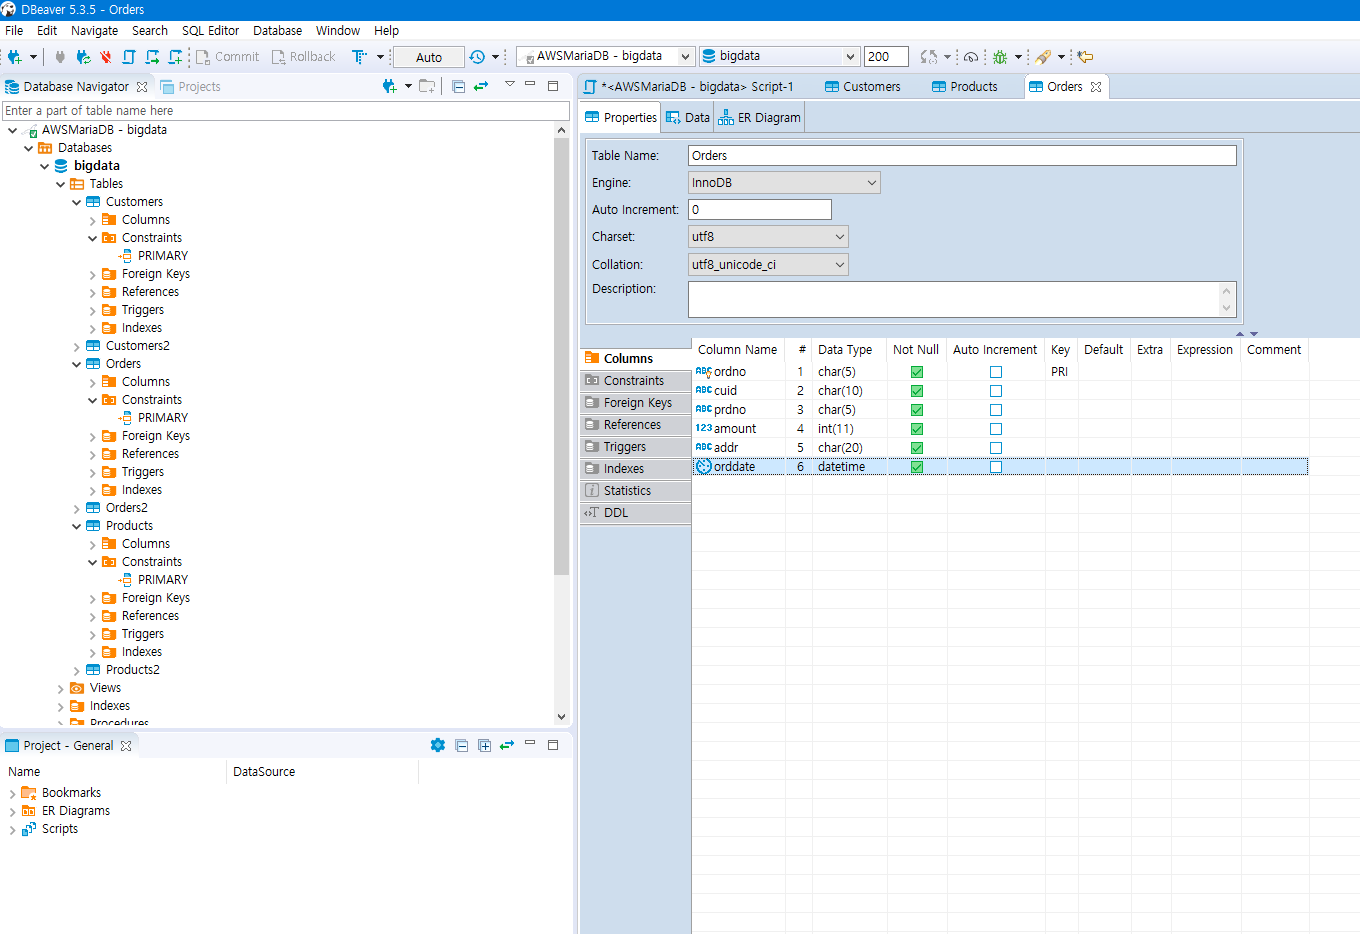 DBeaver 5.3.5 - Orders
File Edit Navigate Search SQL Editor Database Window Help
Commit Rollback Auto AWSMariaDB - bigdata bigdata 200
Database Navigator Projects
Enter a part of table name here
AWSMariaDB - bigdata
Databases
bigdata
Tables
Customers
Columns
Constraints
PRIMARY
Foreign Keys
References
Triggers
Indexes
Customers2
Orders
Columns
Constraints
PRIMARY
Foreign Keys
References
Triggers
Indexes
Orders2
Products
Columns
Constraints
PRIMARY
Foreign Keys
References
Triggers
Indexes
Products2
Views
Indexes
Procedures
Project - General
Name DataSource
Bookmarks
ER Diagrams
Scripts
*<AWSMariaDB - bigdata> Script-1 Customers Products Orders
Properties Data ER Diagram
Table Name: Orders
Engine: InnoDB
Auto Increment: 0
Charset: utf8
Collation: utf8_unicode_ci
Description:
Columns
Constraints
Foreign Keys
References
Triggers
Indexes
Statistics
DDL
Column Name # Data Type Not Null Auto Increment Key Default Extra Expression Comment
ABC ordno 1 char(5) PRI
ABC cuid 2 char(10)
ABC prdno 3 char(5)
123 amount 4 int(11)
ABC addr 5 char(20)
orddate 6 datetime